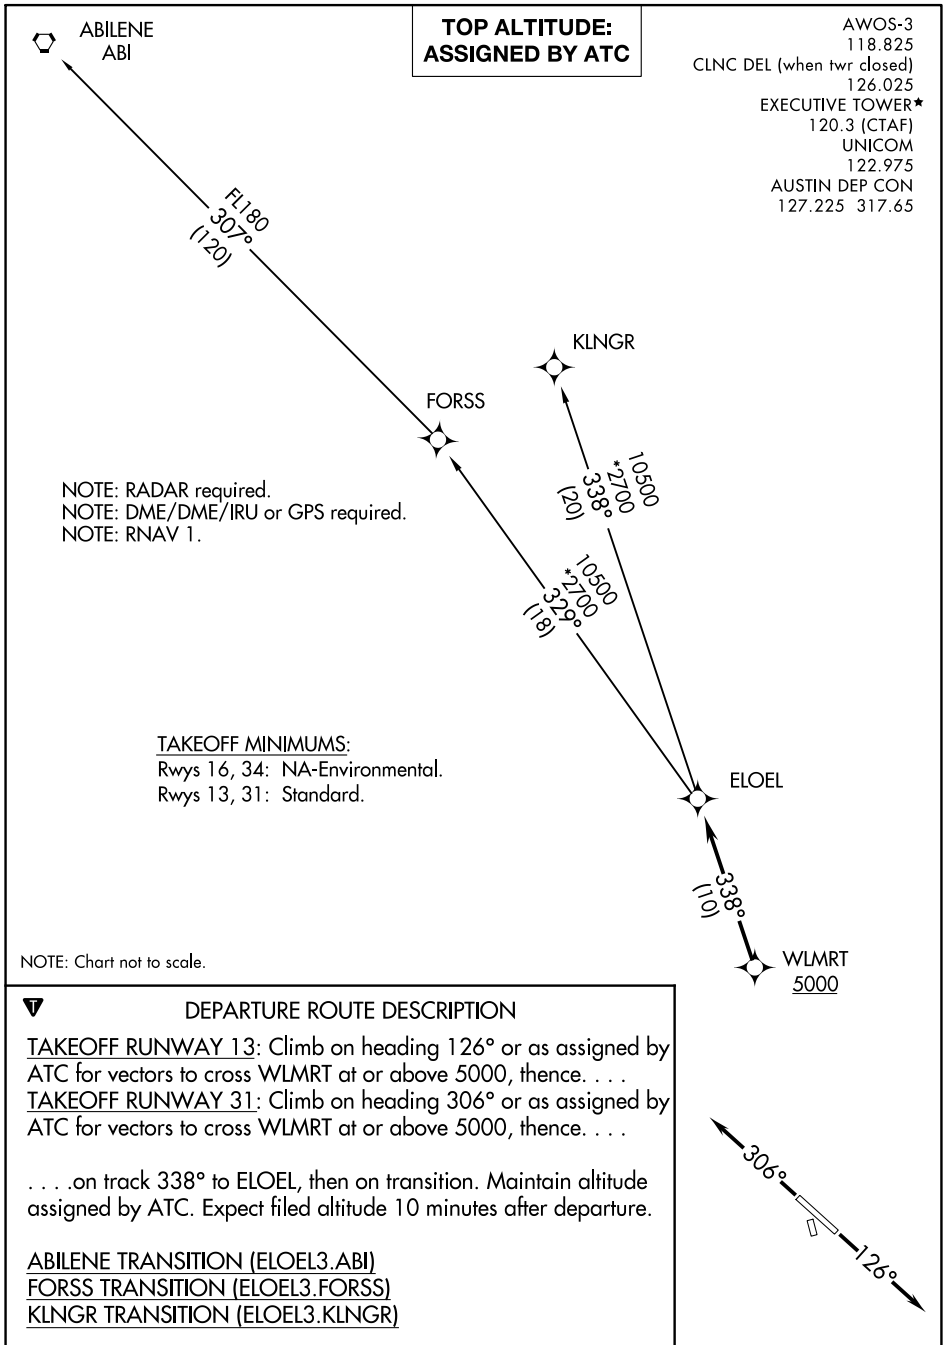 ABILENE
ABI
TOP ALTITUDE:
ASSIGNED BY ATC
AWOS-3
118.825
CLNC DEL (when twr closed)
126.025
EXECUTIVE TOWER★
120.3 (CTAF)
UNICOM
122.975
AUSTIN DEP CON
127.225 317.65
FL180
307°
(120)
KLNGR
FORSS
10500
*2700
338°
(20)
NOTE: RADAR required.
NOTE: DME/DME/IRU or GPS required.
NOTE: RNAV 1.
10500
*2700
329°
(18)
TAKEOFF MINIMUMS:
Rwys 16, 34: NA-Environmental.
Rwys 13, 31: Standard.
ELOEL
338°
(10)
WLMRT
5000
NOTE: Chart not to scale.
T
DEPARTURE ROUTE DESCRIPTION
TAKEOFF RUNWAY 13: Climb on heading 126° or as assigned by
ATC for vectors to cross WLMRT at or above 5000, thence. . . .
TAKEOFF RUNWAY 31: Climb on heading 306° or as assigned by
ATC for vectors to cross WLMRT at or above 5000, thence. . . .
. . . .on track 338° to ELOEL, then on transition. Maintain altitude
assigned by ATC. Expect filed altitude 10 minutes after departure.
ABILENE TRANSITION (ELOEL3.ABI)
FORSS TRANSITION (ELOEL3.FORSS)
KLNGR TRANSITION (ELOEL3.KLNGR)
306°
126°